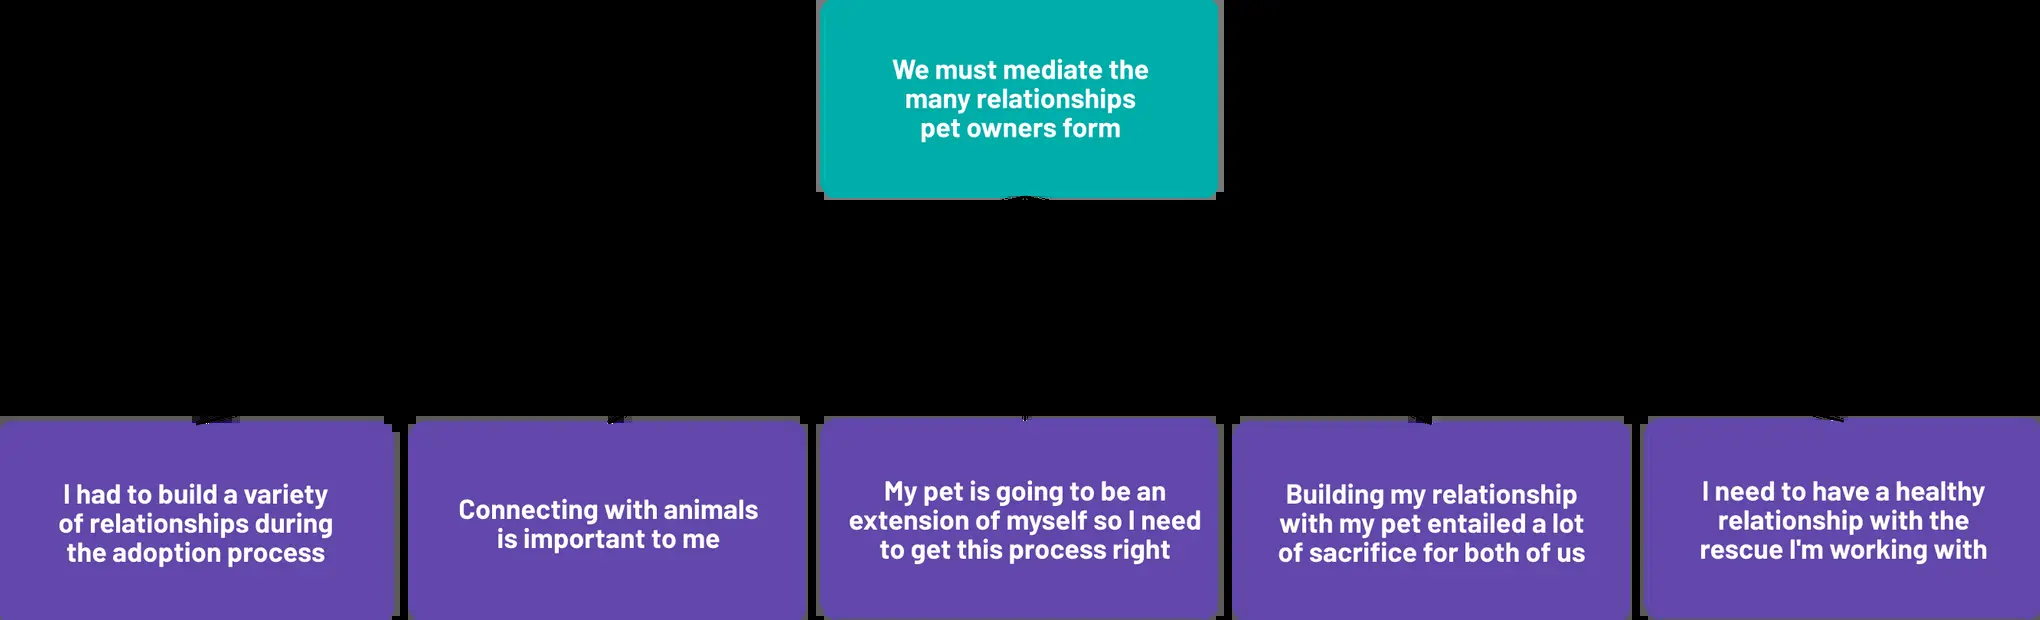 We must mediate the
many relationships
pet owners form
I had to build a variety
of relationships during
the adoption process
Connecting with animals
is important to me
My pet is going to be an
extension of myself so I need
to get this process right
Building my relationship
with my pet entailed a lot
of sacrifice for both of us
I need to have a healthy
relationship with the
rescue I'm working with